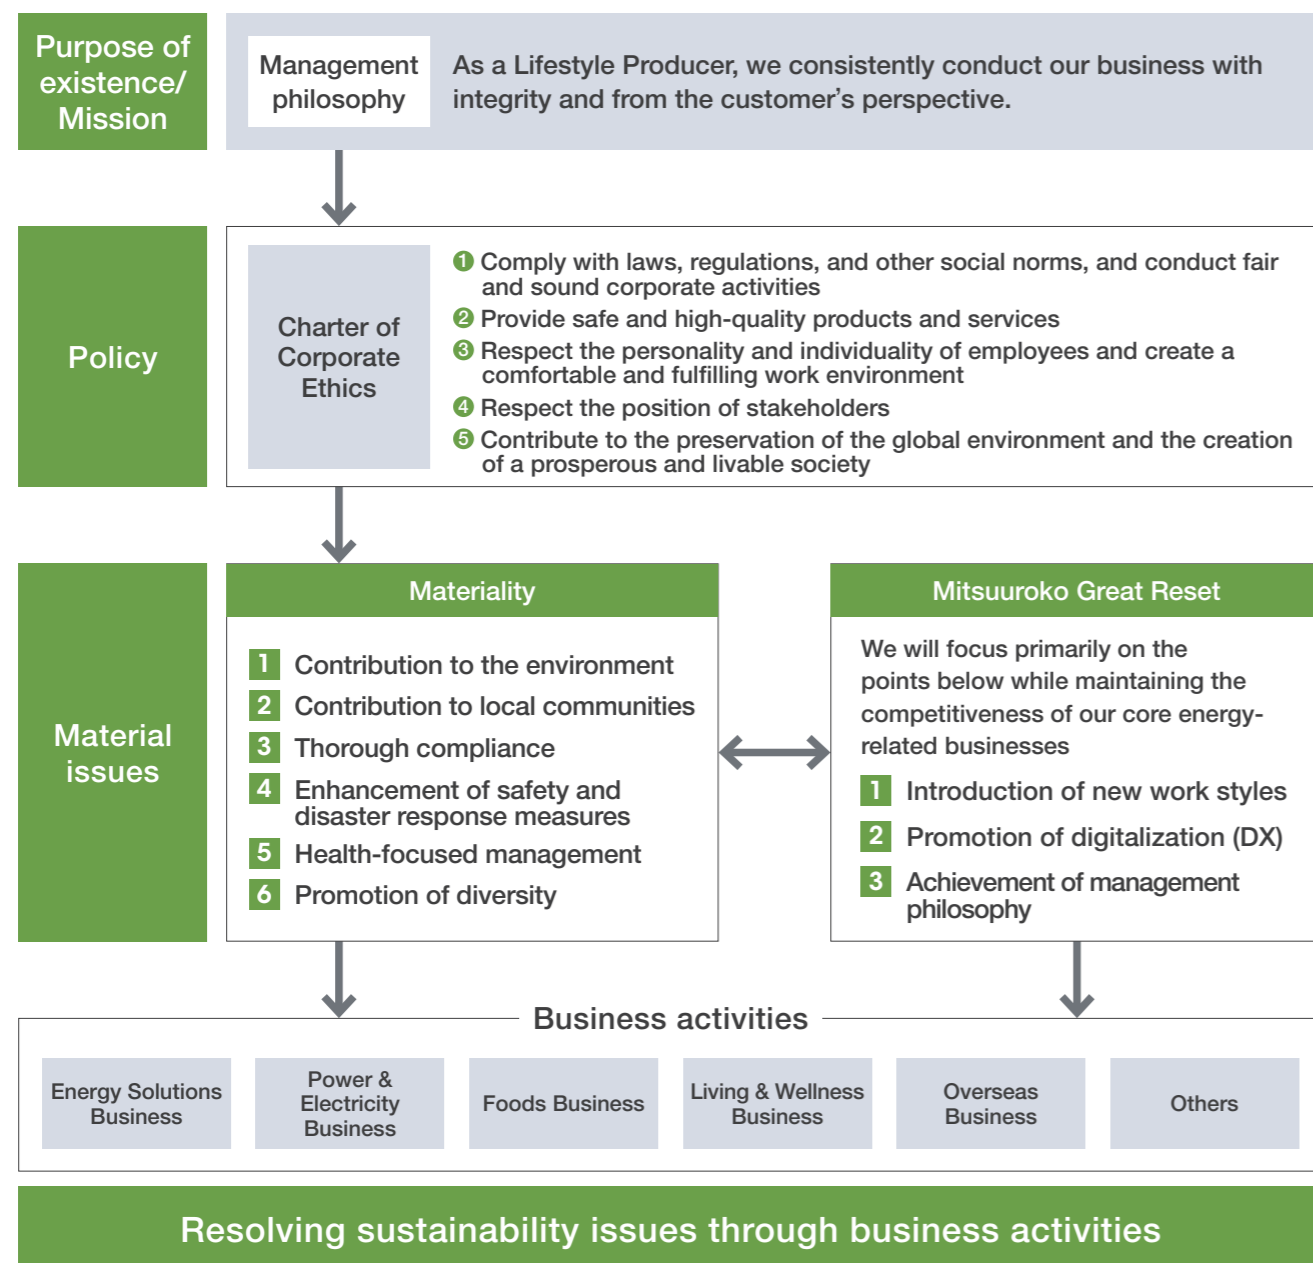 Purpose of
existence/
Mission
Management
philosophy
As a Lifestyle Producer, we consistently conduct our business with
integrity and from the customer’s perspective.
Policy
Charter of
Corporate
Ethics
❶ Comply with laws, regulations, and other social norms, and conduct fair
and sound corporate activities
❷ Provide safe and high-quality products and services
❸ Respect the personality and individuality of employees and create a
comfortable and fulfilling work environment
❹ Respect the position of stakeholders
❺ Contribute to the preservation of the global environment and the creation
of a prosperous and livable society
Material
issues
Materiality
1 Contribution to the environment
2 Contribution to local communities
3 Thorough compliance
4 Enhancement of safety and
disaster response measures
5 Health-focused management
6 Promotion of diversity
Mitsuuroko Great Reset
We will focus primarily on the
points below while maintaining the
competitiveness of our core energy-
related businesses
1 Introduction of new work styles
2 Promotion of digitalization (DX)
3 Achievement of management
philosophy
Business activities
Energy Solutions
Business
Power &
Electricity
Business
Foods Business
Living & Wellness
Business
Overseas
Business
Others
Resolving sustainability issues through business activities